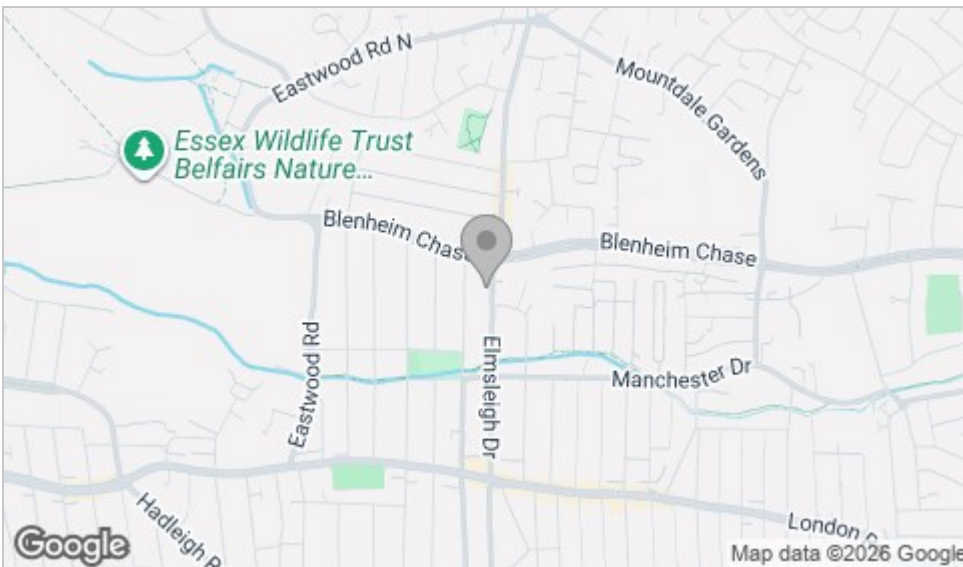 Eastwood Rd N
Mountdale Gardens
Essex Wildlife Trust
Belfairs Nature...
Blenheim Chase
Blenheim Chase
Eastwood Rd
Elmsleigh Dr
Manchester Dr
Hadleigh R
London
Google
Map data ©2026 Google